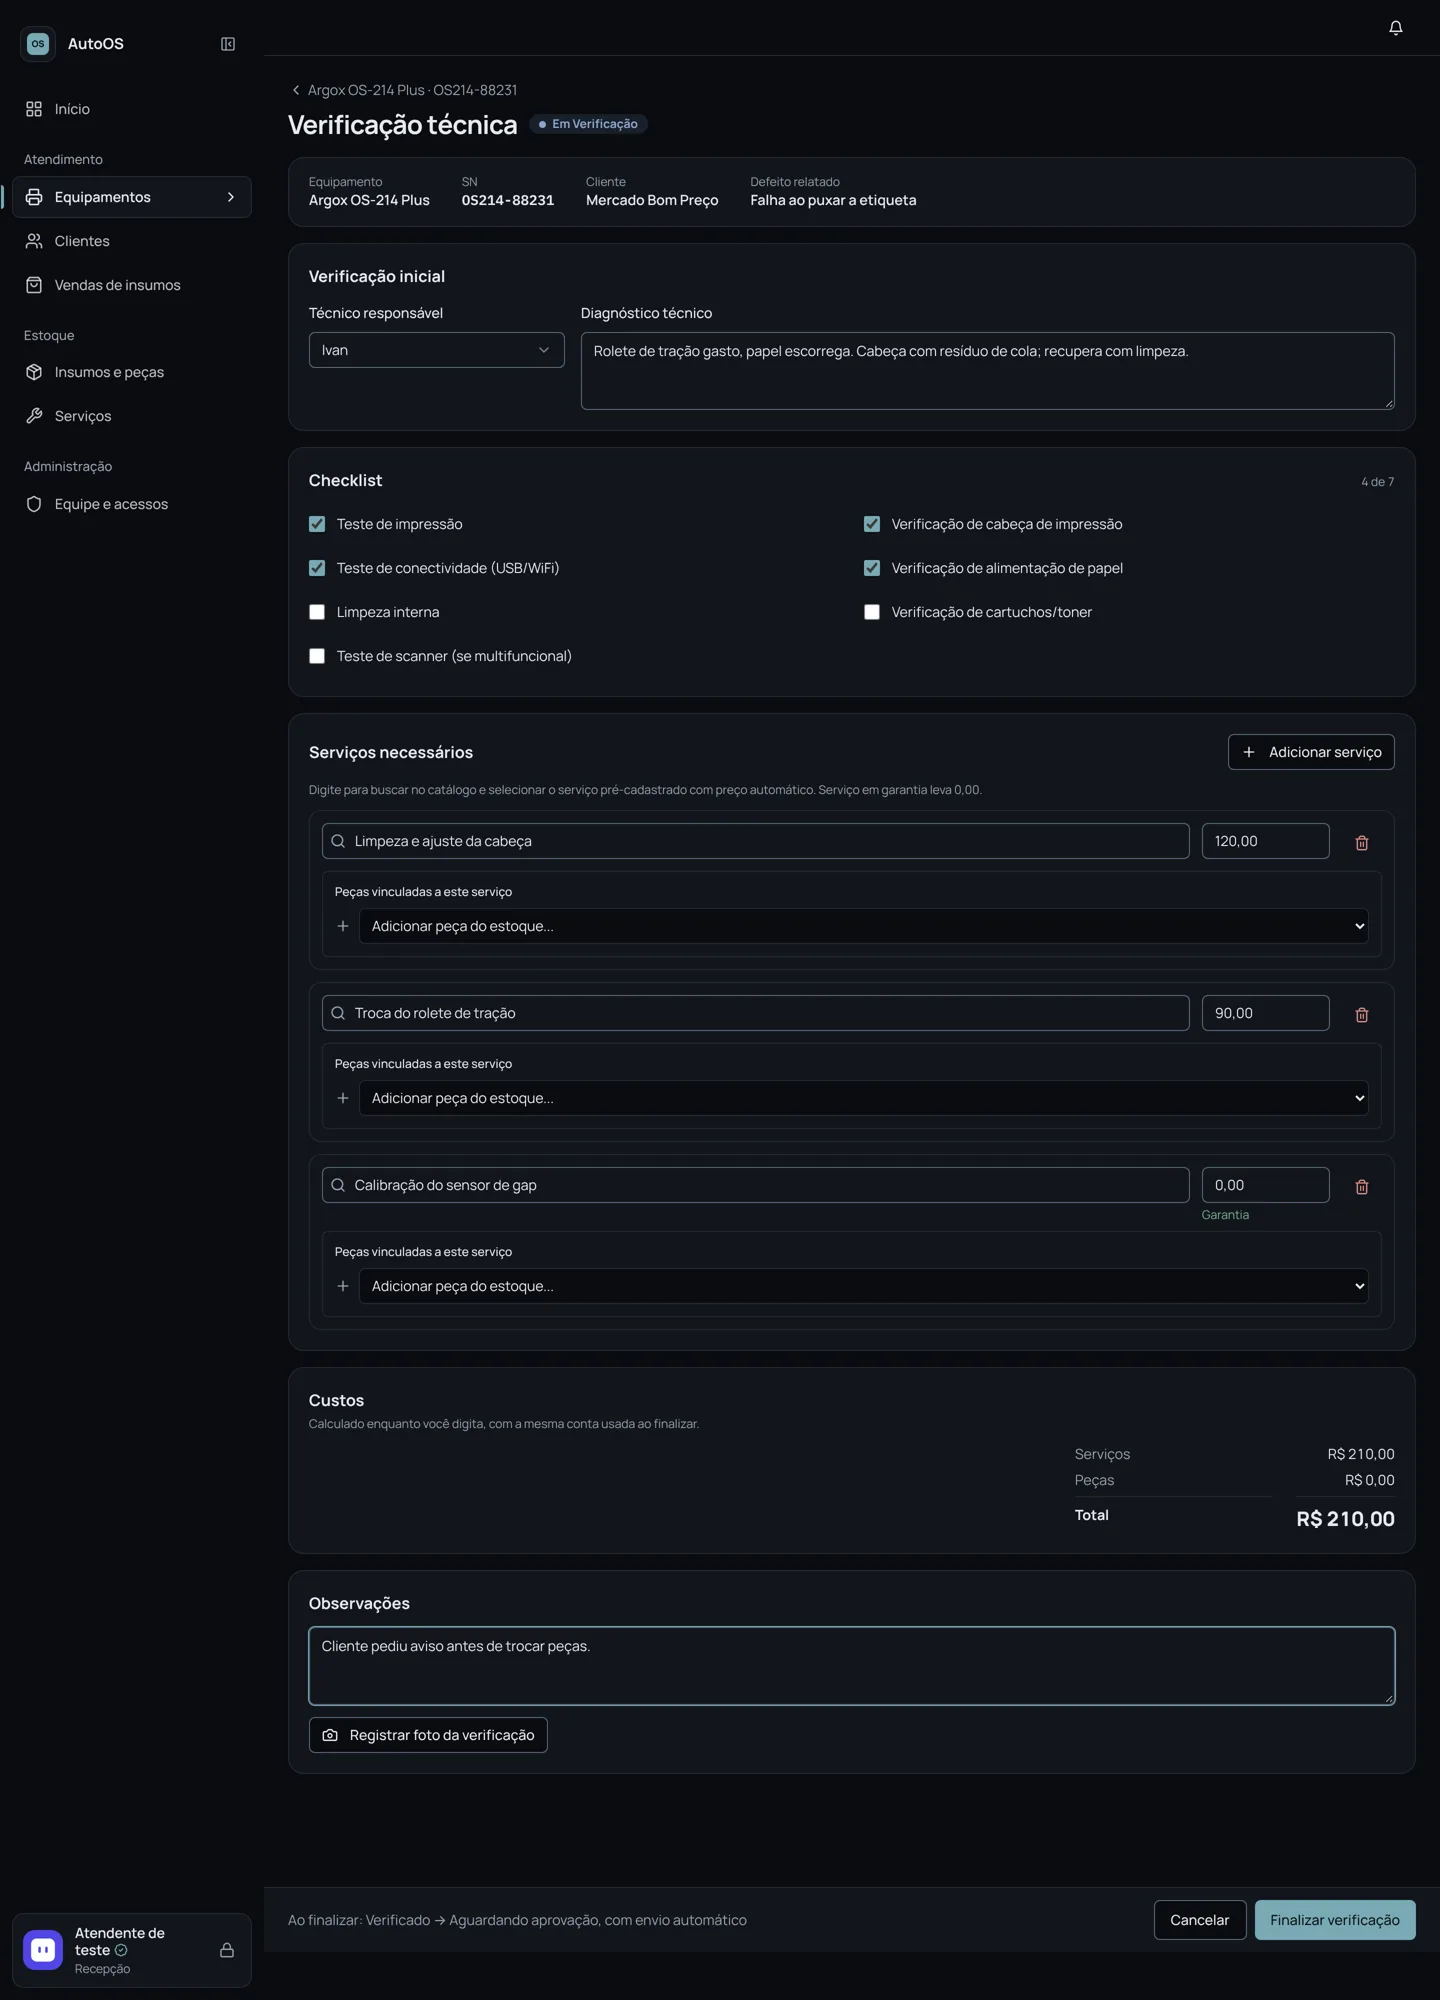 OS
AutoOS
Início
Atendimento
Equipamentos
Clientes
Vendas de insumos
Estoque
Insumos e peças
Serviços
Administração
Equipe e acessos
Argox OS-214 Plus · OS214-88231
Verificação técnica
Em Verificação
Equipamento
Argox OS-214 Plus
SN
OS214-88231
Cliente
Mercado Bom Preço
Defeito relatado
Falha ao puxar a etiqueta
Verificação inicial
Técnico responsável
Ivan
Diagnóstico técnico
Rolete de tração gasto, papel escorrega. Cabeça com resíduo de cola; recupera com limpeza.
Checklist
4 de 7
Teste de impressão
Verificação de cabeça de impressão
Teste de conectividade (USB/WiFi)
Verificação de alimentação de papel
Limpeza interna
Verificação de cartuchos/toner
Teste de scanner (se multifuncional)
Serviços necessários
Adicionar serviço
Digite para buscar no catálogo e selecionar o serviço pré-cadastrado com preço automático. Serviço em garantia leva 0,00.
Limpeza e ajuste da cabeça
120,00
Peças vinculadas a este serviço
Adicionar peça do estoque...
Troca do rolete de tração
90,00
Peças vinculadas a este serviço
Adicionar peça do estoque...
Calibração do sensor de gap
0,00
Garantia
Peças vinculadas a este serviço
Adicionar peça do estoque...
Custos
Calculado enquanto você digita, com a mesma conta usada ao finalizar.
Serviços
R$ 210,00
Peças
R$ 0,00
Total
R$ 210,00
Observações
Cliente pediu aviso antes de trocar peças.
Registrar foto da verificação
Ao finalizar: Verificado → Aguardando aprovação, com envio automático
Cancelar
Finalizar verificação
Atendente de
teste
Recepção